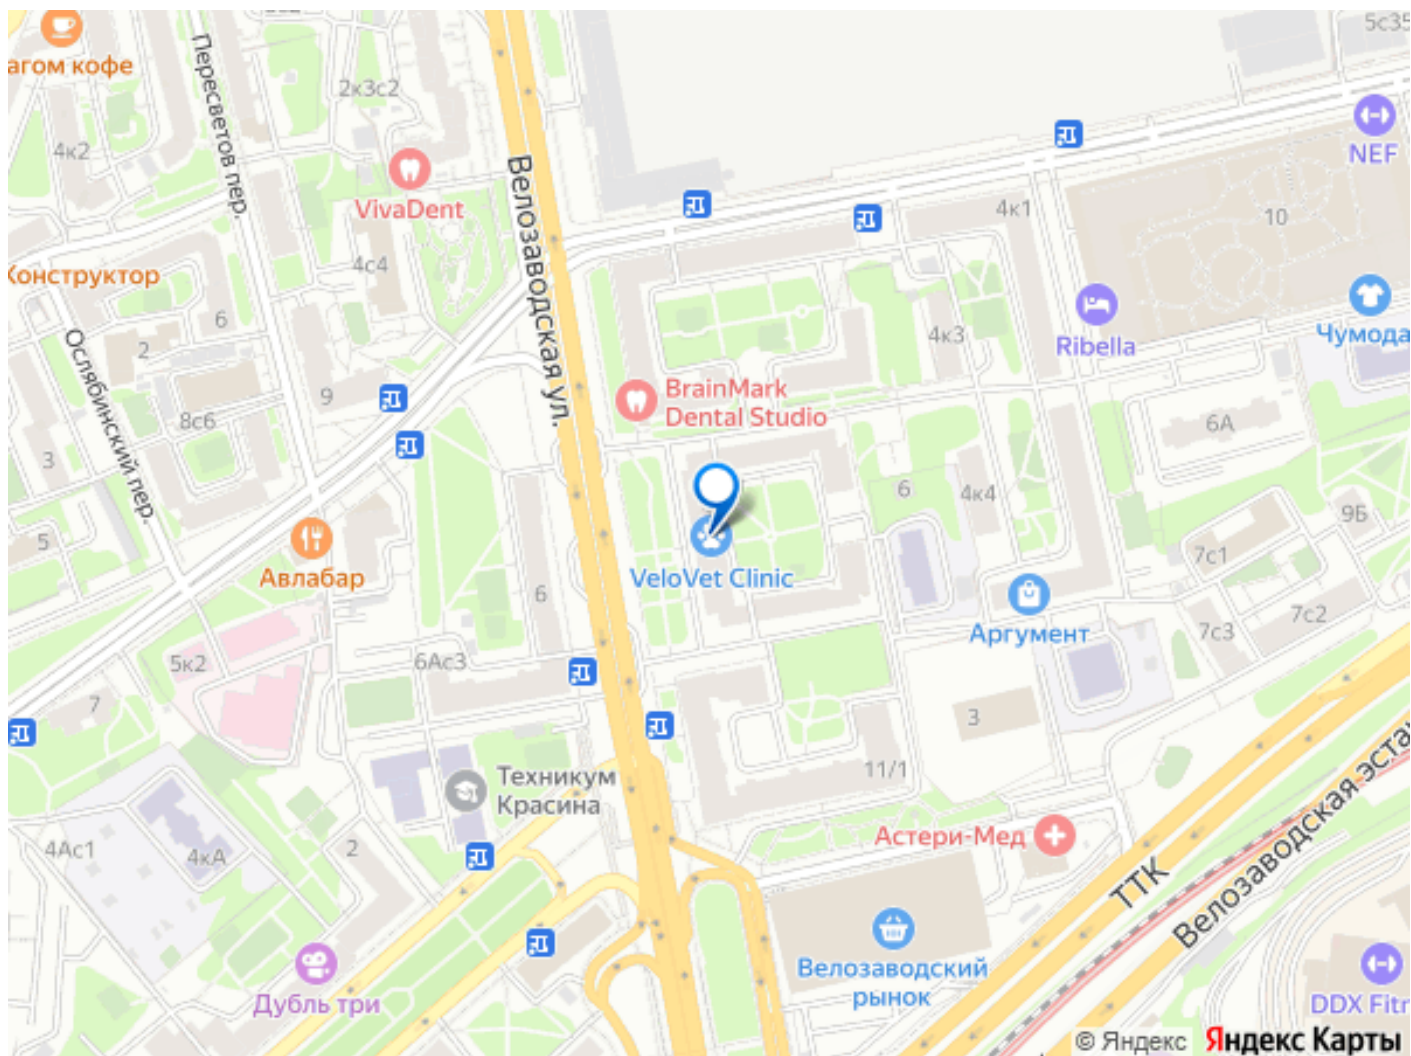 5с35
агом кофе
Пересветов пер.
2к3с2
4к2
VivaDent
Велозаводская ул.
NEF
4к1
10
Конструктор
4с4
6
2
Ослябинский пер.
9
8с6
3
4к3
Ribella
Чумода
BrainMark
Dental Studio
6А
6
4к4
9Б
5
Авлабар
VeloVet Clinic
6
7с1
Аргумент
7с2
7с3
5к2
6Ас3
7
3
Техникум
Красина
11/1
4Ас1
4кА
2
Астери-Мед
ТТК
Велозаводская эста
Велозаводский
рынок
Дубль три
DDX Fitn
© Яндекс Яндекс Карты